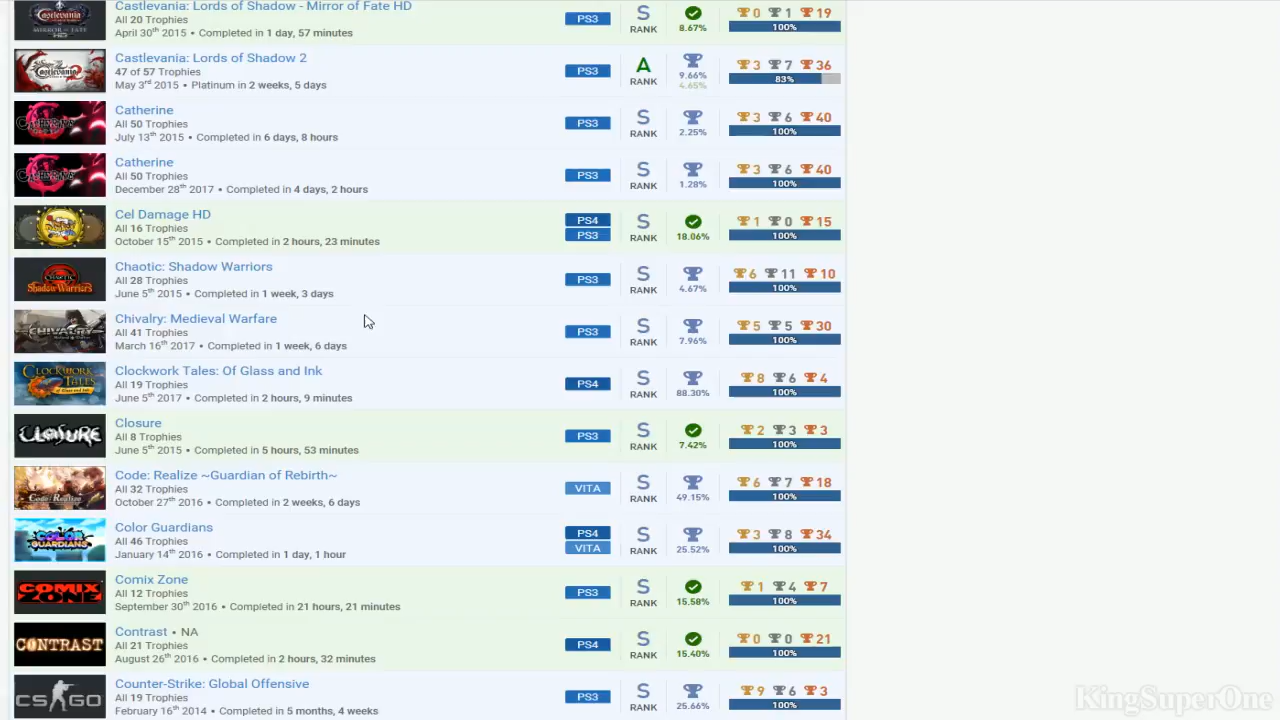 Castlevania: Lords of Shadow - Mirror of Fate HD
All 20 Trophies
April 30th 2015 • Completed in 1 day, 57 minutes
PS3
S
RANK
8.67%
0 1 19
100%
Castlevania: Lords of Shadow 2
47 of 57 Trophies
May 3rd 2015 • Platinum in 2 weeks, 5 days
PS3
A
RANK
9.66%
4.65%
3 7 36
83%
Catherine
All 50 Trophies
July 13th 2015 • Completed in 6 days, 8 hours
PS3
S
RANK
2.25%
3 6 40
100%
Catherine
All 50 Trophies
December 28th 2017 • Completed in 4 days, 2 hours
PS3
S
RANK
1.28%
3 6 40
100%
Cel Damage HD
All 16 Trophies
October 15th 2015 • Completed in 2 hours, 23 minutes
PS4
PS3
S
RANK
18.06%
1 0 15
100%
CHAOTIC
Shadow Warriors
Chaotic: Shadow Warriors
All 28 Trophies
June 5th 2015 • Completed in 1 week, 3 days
PS3
S
RANK
4.67%
6 11 10
100%
CHIVALRY
Chivalry: Medieval Warfare
All 41 Trophies
March 16th 2017 • Completed in 1 week, 6 days
PS3
S
RANK
7.96%
5 5 30
100%
CLOCKWORK
TALES
Clockwork Tales: Of Glass and Ink
All 19 Trophies
June 5th 2017 • Completed in 2 hours, 9 minutes
PS4
S
RANK
88.30%
8 6 4
100%
CLOSURE
Closure
All 8 Trophies
June 5th 2015 • Completed in 5 hours, 53 minutes
PS3
S
RANK
7.42%
2 3 3
100%
Code:Realize
Code: Realize ~Guardian of Rebirth~
All 32 Trophies
October 27th 2016 • Completed in 2 weeks, 6 days
VITA
S
RANK
49.15%
6 7 18
100%
COLOR
GUARDIANS
Color Guardians
All 46 Trophies
January 14th 2016 • Completed in 1 day, 1 hour
PS4
VITA
S
RANK
25.52%
3 8 34
100%
COMIX
ZONE
Comix Zone
All 12 Trophies
September 30th 2016 • Completed in 21 hours, 21 minutes
PS3
S
RANK
15.58%
1 4 7
100%
CONTRAST
Contrast • NA
All 21 Trophies
August 26th 2016 • Completed in 2 hours, 32 minutes
PS4
S
RANK
15.40%
0 0 21
100%
CS GO
Counter-Strike: Global Offensive
All 19 Trophies
February 16th 2014 • Completed in 5 months, 4 weeks
PS3
S
RANK
25.66%
9 6 3
100%
KingSuperOne